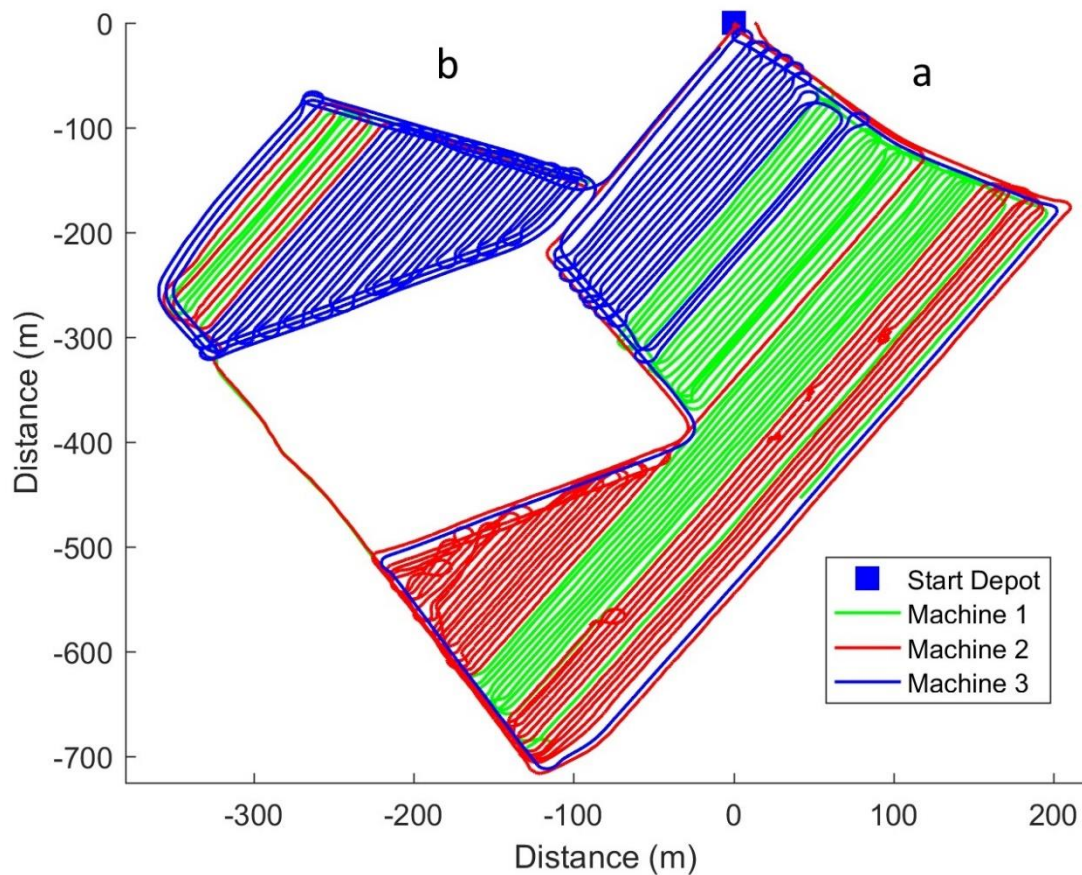 b
a
0
-100
-200
-300
-400
-500
-600
-700
Distance (m)
-300
-200
-100
0
100
200
Distance (m)
Start Depot
Machine 1
Machine 2
Machine 3